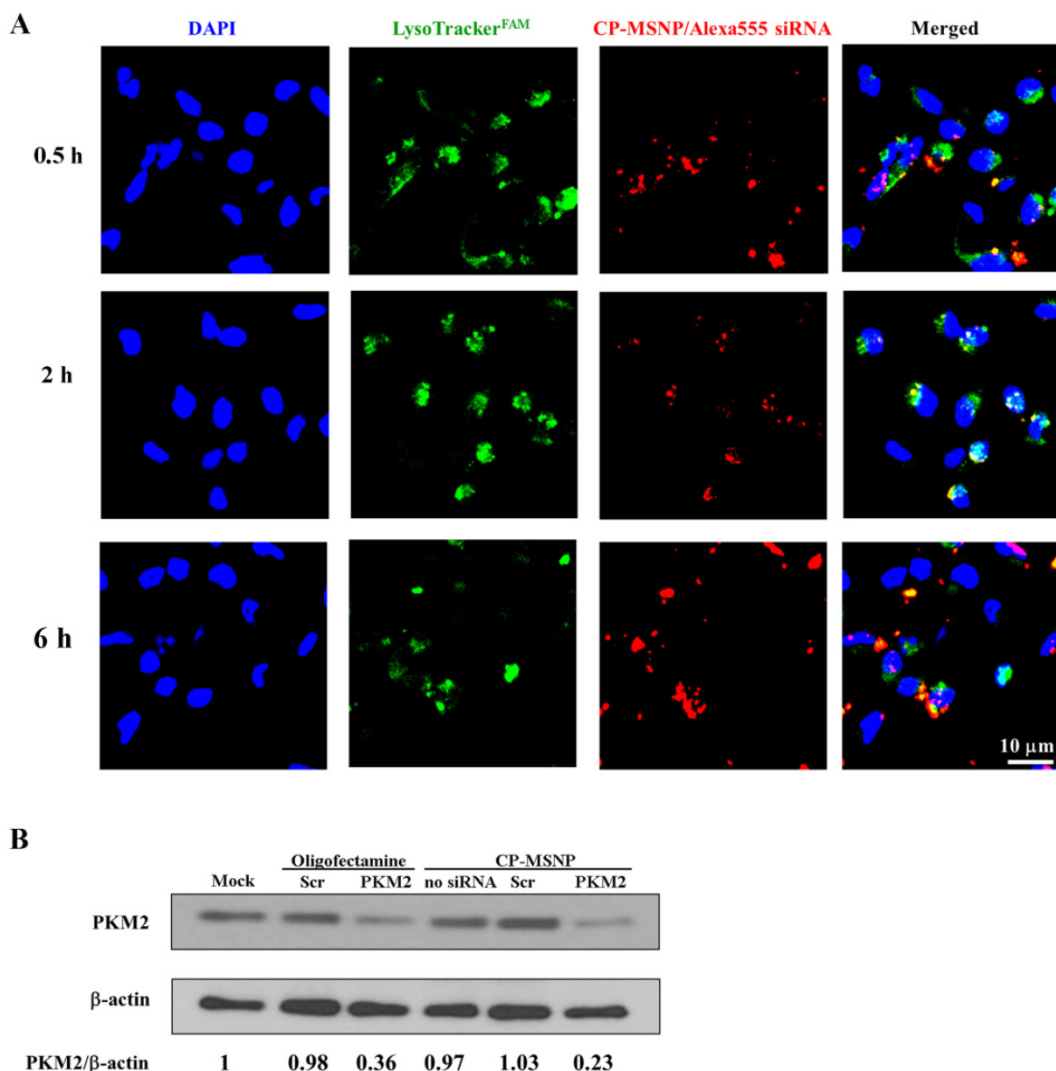 A
DAPI LysoTracker^FAM CP-MSNP/Alexa555 siRNA Merged
0.5 h
2 h
6 h
10 μm
B
Oligofectamine CP-MSNP
Mock Scr PKM2 no siRNA Scr PKM2
PKM2
β-actin
PKM2/β-actin 1 0.98 0.36 0.97 1.03 0.23